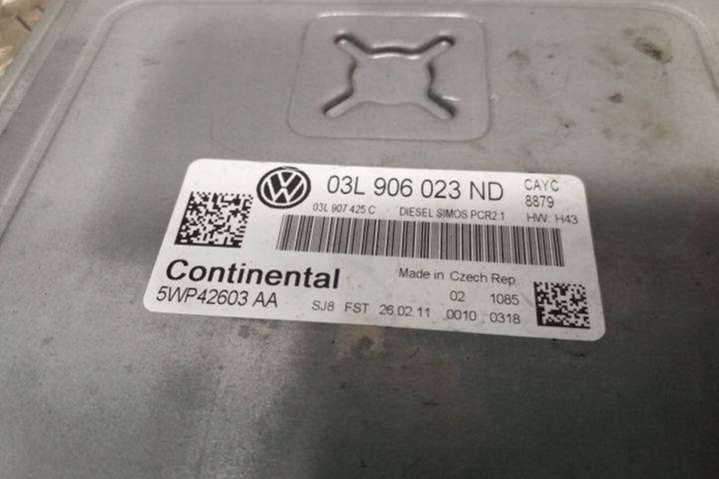 03L 906 023 ND CAYC
8879
03L 907 425 C DIESEL SIMOS PCR2.1 HW: H43
Continental Made in Czech Rep.
5WP42603 AA 02 1085
SJ8 FST 26.02.11 0010 0318